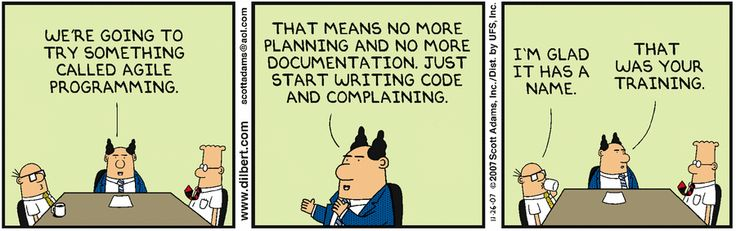 WE'RE GOING TO
TRY SOMETHING
CALLED AGILE
PROGRAMMING.
scottadams@aol.com
www.dilbert.com
THAT MEANS NO MORE
PLANNING AND NO MORE
DOCUMENTATION. JUST
START WRITING CODE
AND COMPLAINING.
11-26-07 ©2007 Scott Adams, Inc./Dist. by UFS, Inc.
I'M GLAD
IT HAS A
NAME.
THAT
WAS YOUR
TRAINING.